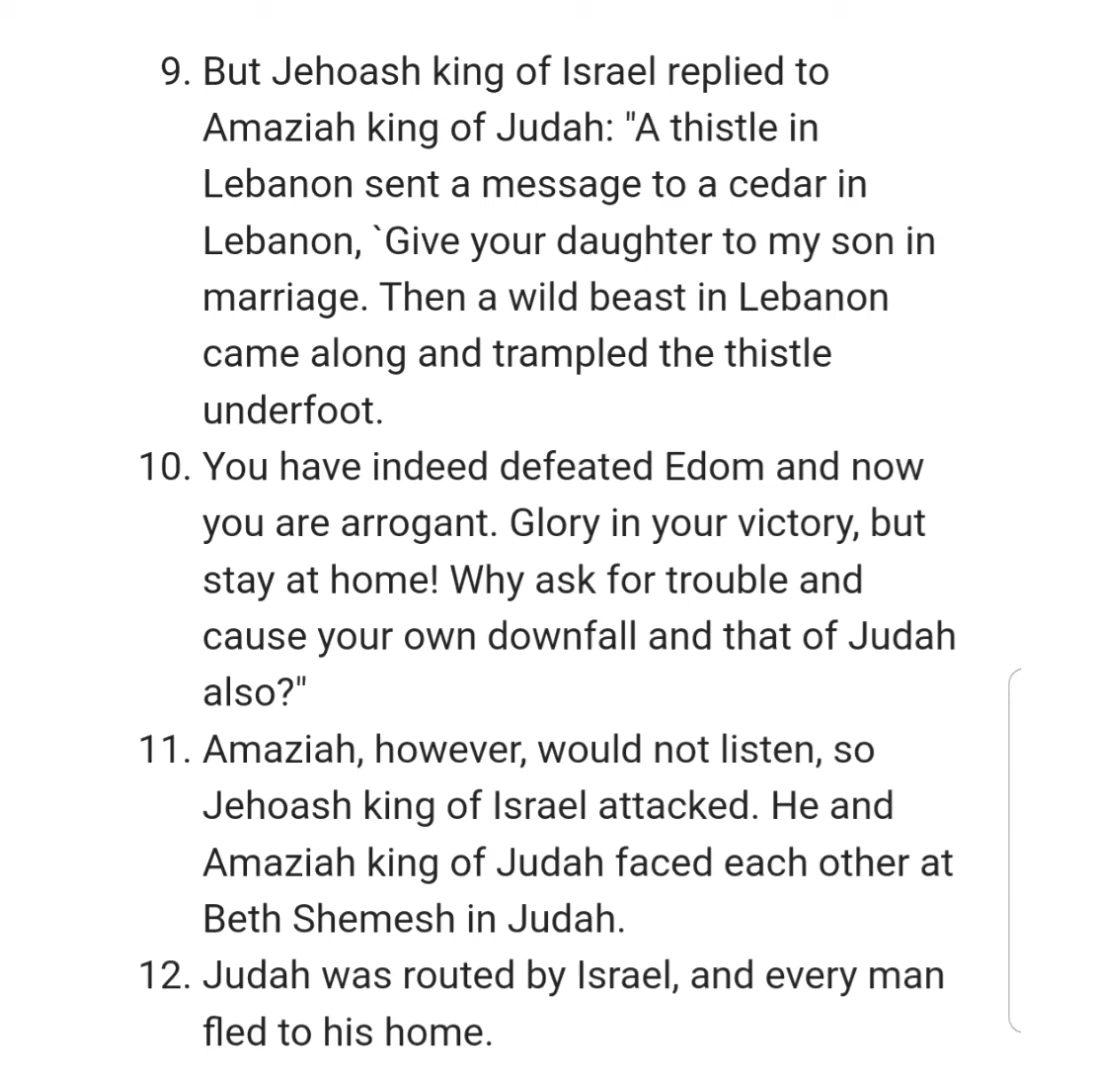 9. But Jehoash king of Israel replied to
Amaziah king of Judah: "A thistle in
Lebanon sent a message to a cedar in
Lebanon, `Give your daughter to my son in
marriage. Then a wild beast in Lebanon
came along and trampled the thistle
underfoot.
10. You have indeed defeated Edom and now
you are arrogant. Glory in your victory, but
stay at home! Why ask for trouble and
cause your own downfall and that of Judah
also?"
11. Amaziah, however, would not listen, so
Jehoash king of Israel attacked. He and
Amaziah king of Judah faced each other at
Beth Shemesh in Judah.
12. Judah was routed by Israel, and every man
fled to his home.